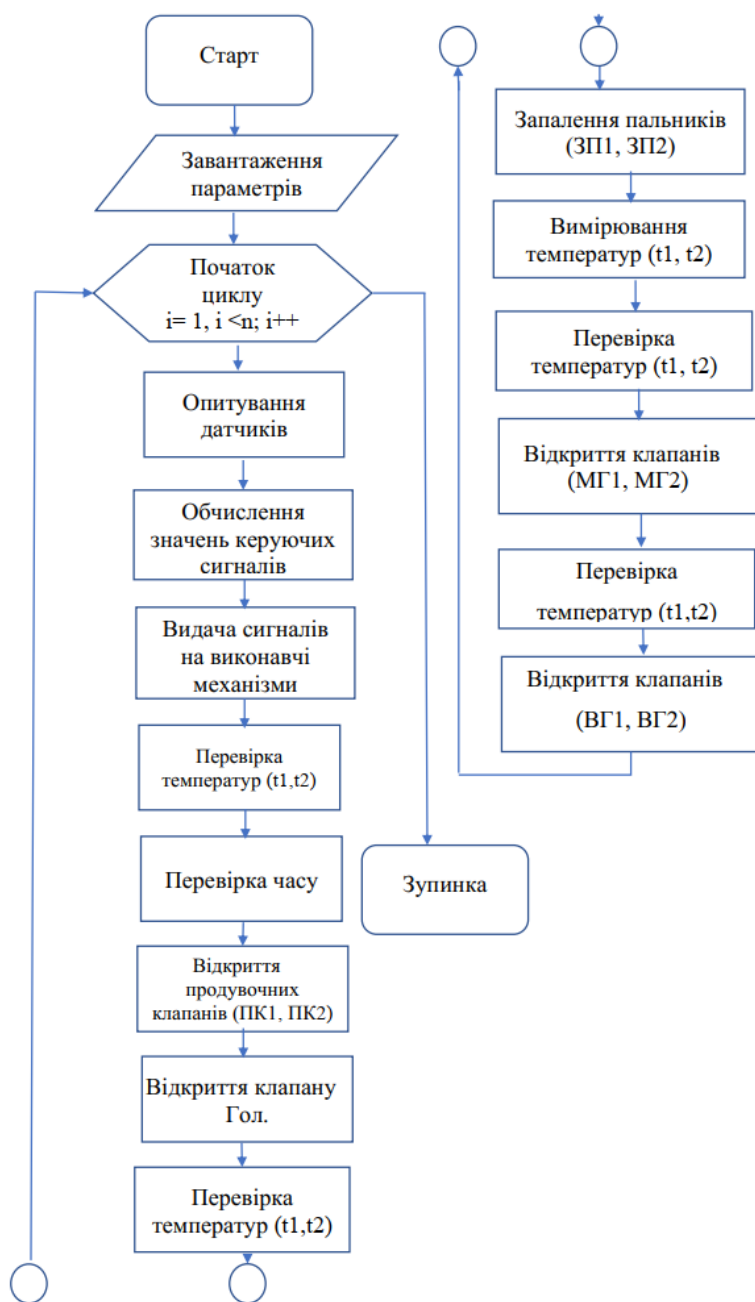 Старт
Завантаження
параметрів
Початок
циклу
i= 1, i <n; i++
Опитування
датчиків
Обчислення
значень керуючих
сигналів
Видача сигналів
на виконавчі
механізми
Перевірка
температур (t1,t2)
Перевірка часу
Відкриття
продувочних
клапанів (ПК1, ПК2)
Відкриття клапану
Гол.
Перевірка
температур (t1,t2)
Зупинка
Запалення пальників
(ЗП1, ЗП2)
Вимірювання
температур (t1, t2)
Перевірка
температур (t1, t2)
Відкриття клапанів
(МГ1, МГ2)
Перевірка
температур (t1,t2)
Відкриття клапанів
(ВГ1, ВГ2)